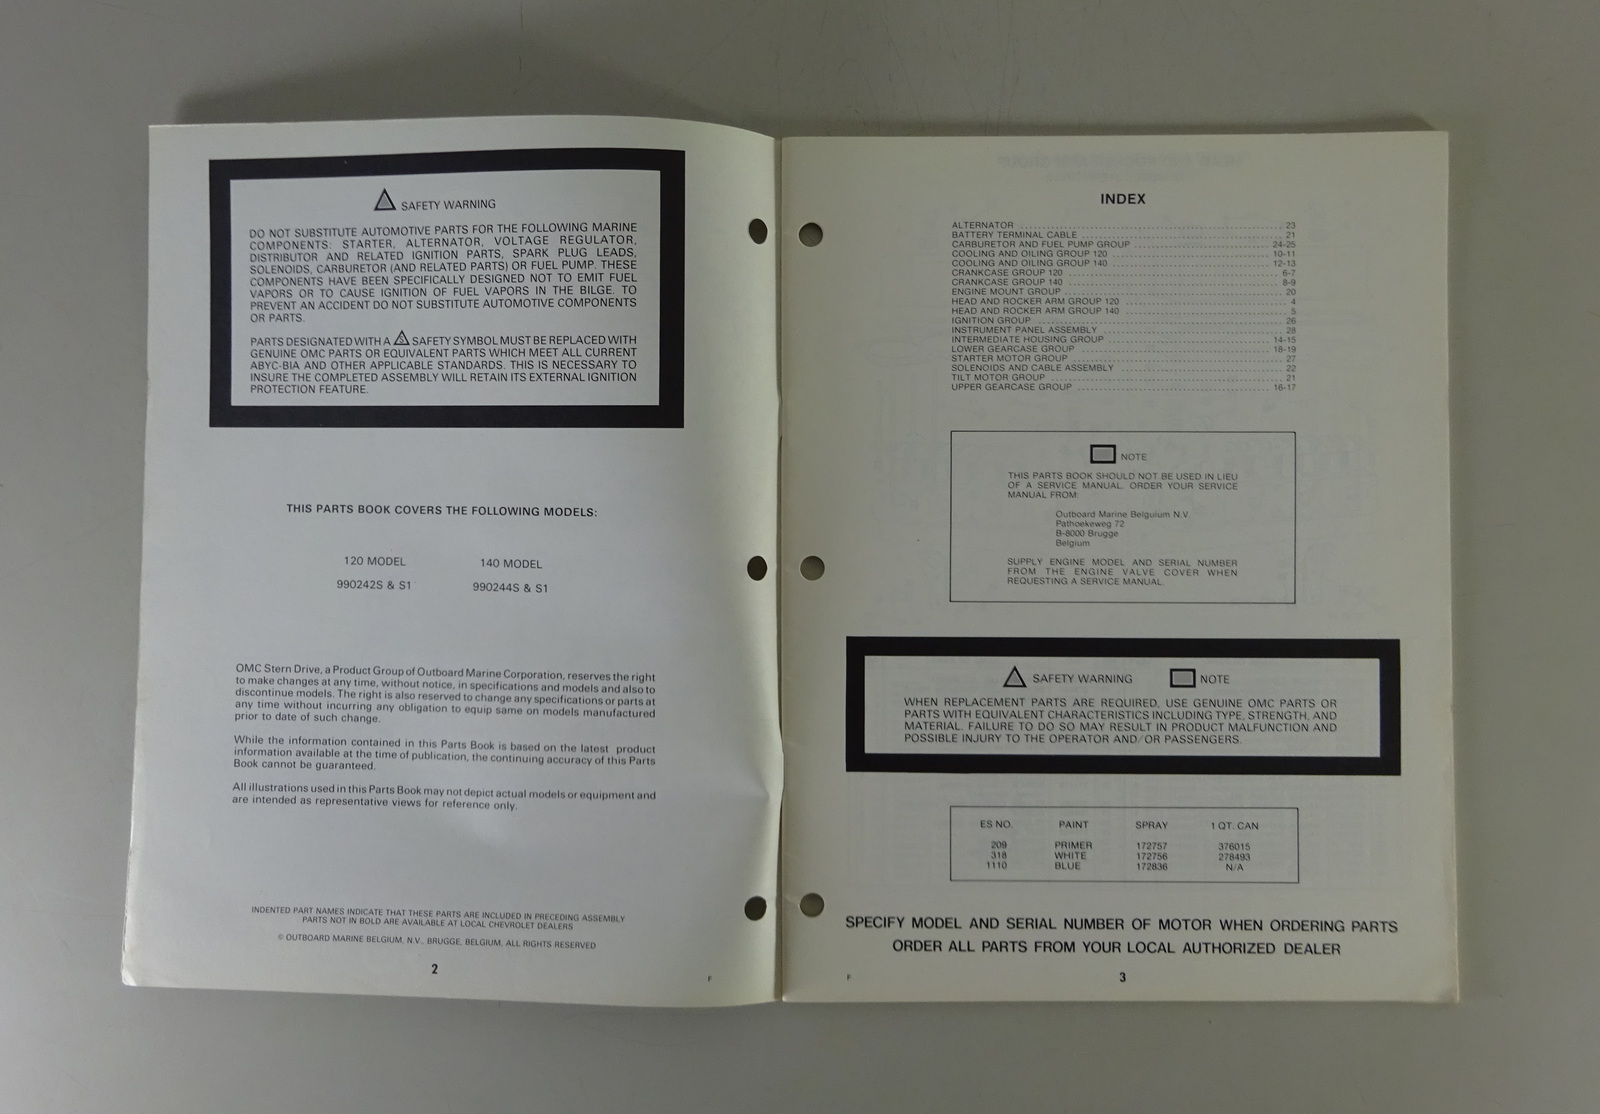 SAFETY WARNING
DO NOT SUBSTITUTE AUTOMOTIVE PARTS FOR THE FOLLOWING MARINE
COMPONENTS: STARTER, ALTERNATOR, VOLTAGE REGULATOR,
DISTRIBUTOR AND RELATED IGNITION PARTS, SPARK PLUG LEADS,
SOLENOIDS, CARBURETOR (AND RELATED PARTS) OR FUEL PUMP. THESE
COMPONENTS HAVE BEEN SPECIFICALLY DESIGNED NOT TO EMIT FUEL
VAPORS OR TO CAUSE IGNITION OF FUEL VAPORS IN THE BILGE. TO
PREVENT AN ACCIDENT DO NOT SUBSTITUTE AUTOMOTIVE COMPONENTS
OR PARTS.
PARTS DESIGNATED WITH A S SAFETY SYMBOL MUST BE REPLACED WITH
GENUINE OMC PARTS OR EQUIVALENT PARTS WHICH MEET ALL CURRENT
ABYC-BIA AND OTHER APPLICABLE STANDARDS. THIS IS NECESSARY TO
INSURE THE COMPLETED ASSEMBLY WILL RETAIN ITS EXTERNAL IGNITION
PROTECTION FEATURE.
THIS PARTS BOOK COVERS THE FOLLOWING MODELS:
120 MODEL 140 MODEL
990242S & S1 990244S & S1
OMC Stern Drive, a Product Group of Outboard Marine Corporation, reserves the right
to make changes at any time, without notice, in specifications and models and also to
discontinue models. The right is also reserved to change any specifications or parts at
any time without incurring any obligation to equip same on models manufactured
prior to date of such change.
While the information contained in this Parts Book is based on the latest product
information available at the time of publication, the continuing accuracy of this Parts
Book cannot be guaranteed.
All illustrations used in this Parts Book may not depict actual models or equipment and
are intended as representative views for reference only.
INDENTED PART NAMES INDICATE THAT THESE PARTS ARE INCLUDED IN PRECEDING ASSEMBLY
PARTS NOT IN BOLD ARE AVAILABLE AT LOCAL CHEVROLET DEALERS
© OUTBOARD MARINE BELGIUM, N.V., BRUGGE, BELGIUM, ALL RIGHTS RESERVED
2
F
INDEX
ALTERNATOR 23
BATTERY TERMINAL CABLE 21
CARBURETOR AND FUEL PUMP GROUP 24-25
COOLING AND OILING GROUP 120 10-11
COOLING AND OILING GROUP 140 12-13
CRANKCASE GROUP 120 6-7
CRANKCASE GROUP 140 8-9
ENGINE MOUNT GROUP 20
HEAD AND ROCKER ARM GROUP 120 4
HEAD AND ROCKER ARM GROUP 140 5
IGNITION GROUP 26
INSTRUMENT PANEL ASSEMBLY 28
INTERMEDIATE HOUSING GROUP 14-15
LOWER GEARCASE GROUP 18-19
STARTER MOTOR GROUP 27
SOLENOIDS AND CABLE ASSEMBLY 22
TILT MOTOR GROUP 21
UPPER GEARCASE GROUP 16-17
NOTE
THIS PARTS BOOK SHOULD NOT BE USED IN LIEU
OF A SERVICE MANUAL. ORDER YOUR SERVICE
MANUAL FROM:
Outboard Marine Belguium N.V.
Pathoekeweg 72
B-8000 Brugge
Belgium
SUPPLY ENGINE MODEL AND SERIAL NUMBER
FROM THE ENGINE VALVE COVER WHEN
REQUESTING A SERVICE MANUAL.
SAFETY WARNING NOTE
WHEN REPLACEMENT PARTS ARE REQUIRED, USE GENUINE OMC PARTS OR
PARTS WITH EQUIVALENT CHARACTERISTICS INCLUDING TYPE, STRENGTH, AND
MATERIAL. FAILURE TO DO SO MAY RESULT IN PRODUCT MALFUNCTION AND
POSSIBLE INJURY TO THE OPERATOR AND/OR PASSENGERS.
ES NO. PAINT SPRAY 1 QT. CAN
209 PRIMER 172757 376015
318 WHITE 172756 278493
1110 BLUE 172836 N/A
SPECIFY MODEL AND SERIAL NUMBER OF MOTOR WHEN ORDERING PARTS
ORDER ALL PARTS FROM YOUR LOCAL AUTHORIZED DEALER
F
3